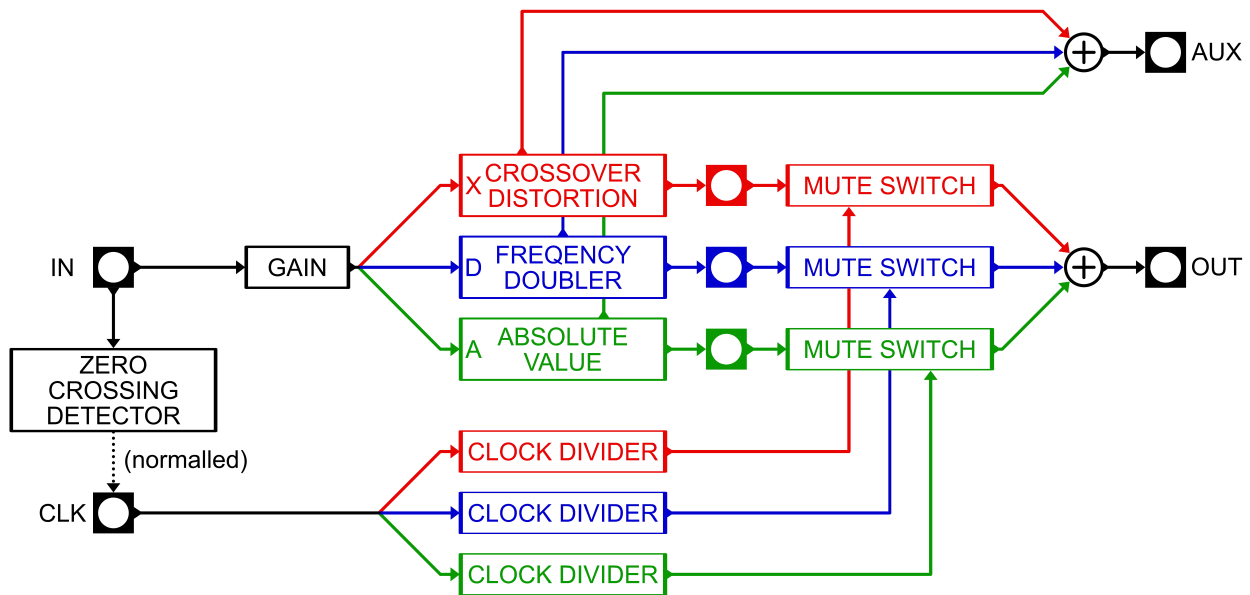 AUX
X CROSSOVER
DISTORTION
MUTE SWITCH
IN
GAIN
D FREQENCY
DOUBLER
MUTE SWITCH
OUT
A ABSOLUTE
VALUE
MUTE SWITCH
ZERO
CROSSING
DETECTOR
(normalled)
CLK
CLOCK DIVIDER
CLOCK DIVIDER
CLOCK DIVIDER